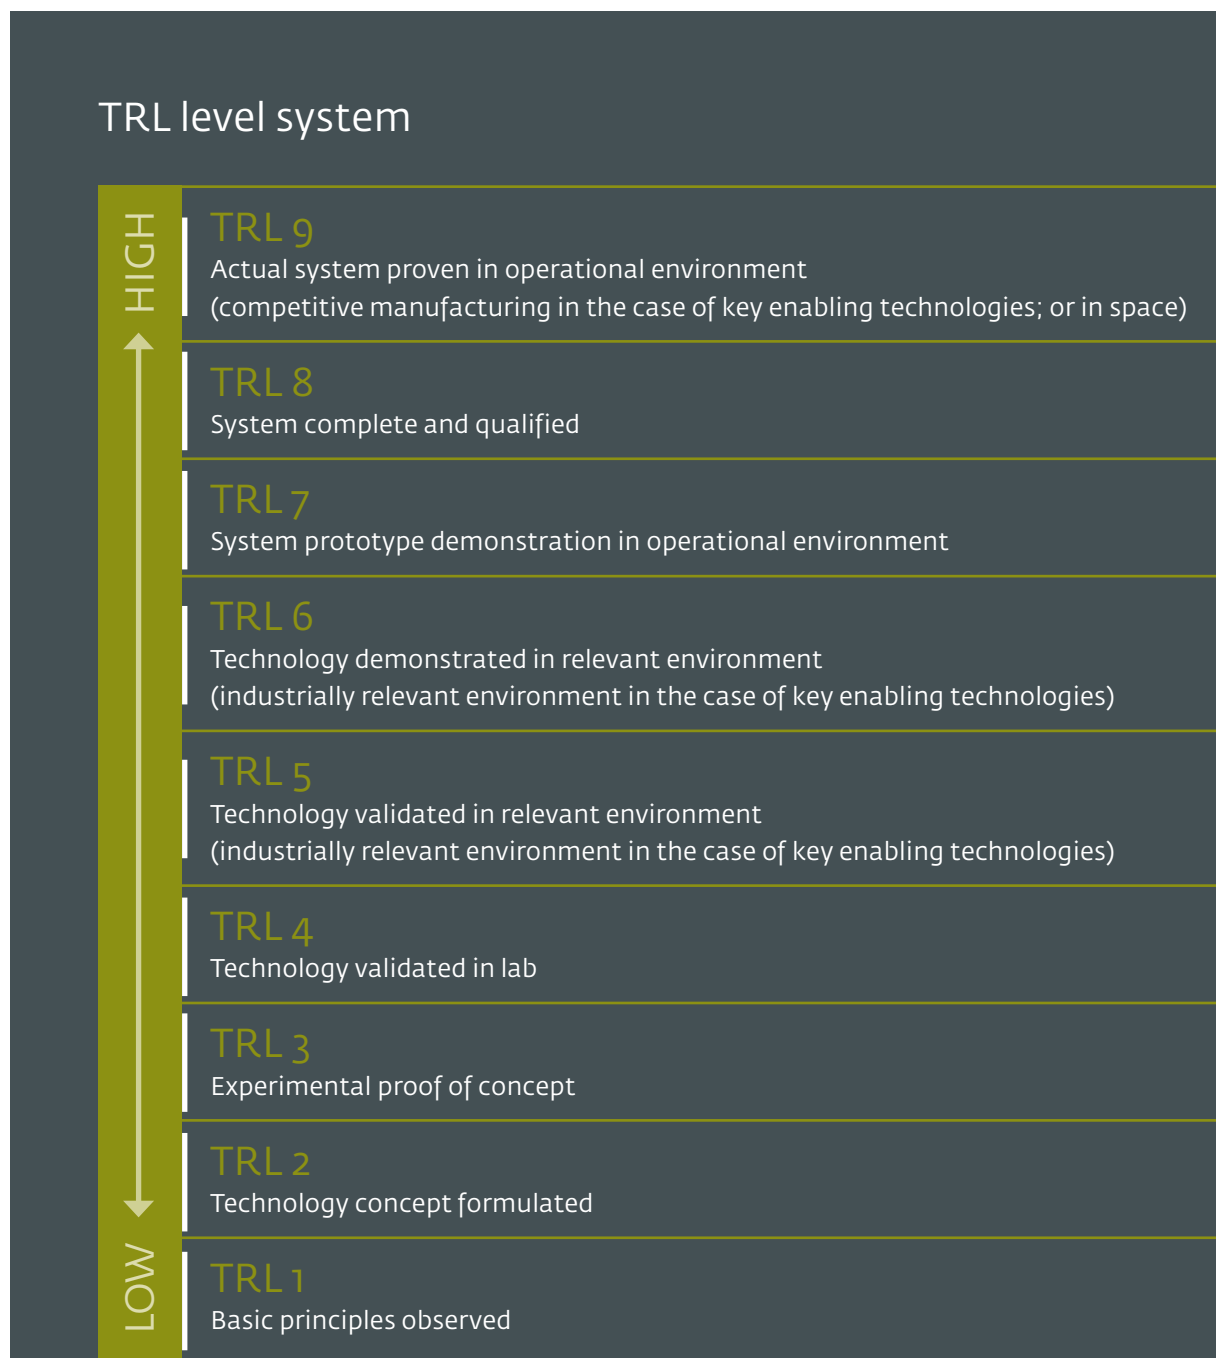 TRL level system
HIGH
TRL 9
Actual system proven in operational environment
(competitive manufacturing in the case of key enabling technologies; or in space)
TRL 8
System complete and qualified
TRL 7
System prototype demonstration in operational environment
TRL 6
Technology demonstrated in relevant environment
(industrially relevant environment in the case of key enabling technologies)
TRL 5
Technology validated in relevant environment
(industrially relevant environment in the case of key enabling technologies)
TRL 4
Technology validated in lab
TRL 3
Experimental proof of concept
TRL 2
Technology concept formulated
LOW
TRL 1
Basic principles observed